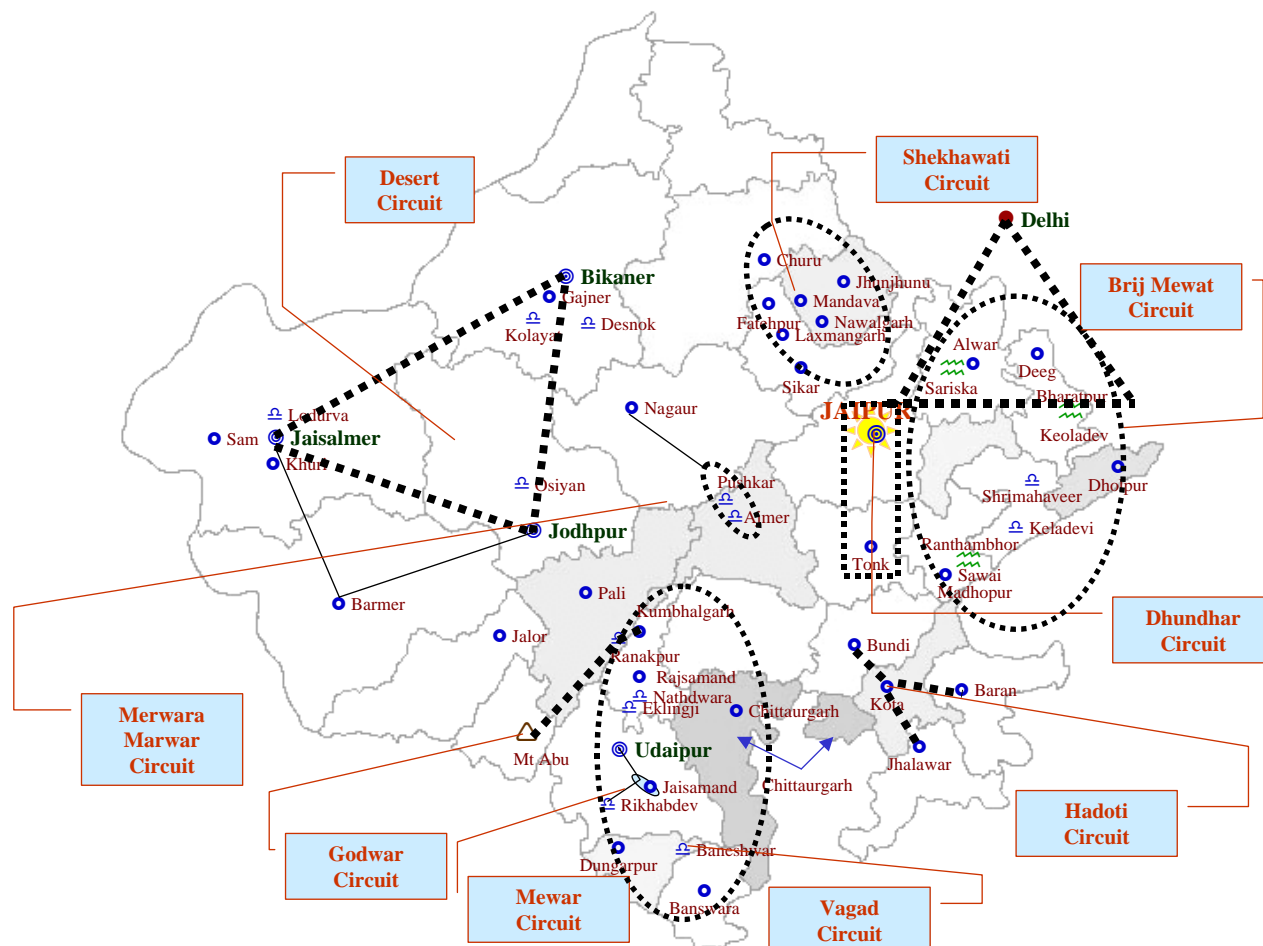 Shekhawati
Circuit
Desert
Circuit
Delhi
Churu
Bikaner
Jhunjhunu
Brij Mewat
Circuit
Gajner
Mandava
Fatehpur
Nawalgarh
Kolayat
Desnok
Laxmangarh
Alwar
Deeg
Sikar
Sariska
Bharatpur
Nagaur
JAIPUR
Lodurva
Sam
Jaisalmer
Keoladev
Khuri
Dholpur
Osiyan
Pushkar
Shrimahaveer
Ajmer
Keladevi
Jodhpur
Ranthambhor
Tonk
Sawai
Madhopur
Pali
Barmer
Kumbhalgarh
Dhundhar
Circuit
Jalor
Bundi
Ranakpur
Rajsamand
Baran
Nathdwara
Kota
Eklingji
Chittaurgarh
Merwara
Marwar
Circuit
Udaipur
Mt Abu
Jhalawar
Jaisamand
Chittaurgarh
Rikhabdev
Hadoti
Circuit
Godwar
Circuit
Baneshwar
Dungarpur
Banswara
Mewar
Circuit
Vagad
Circuit